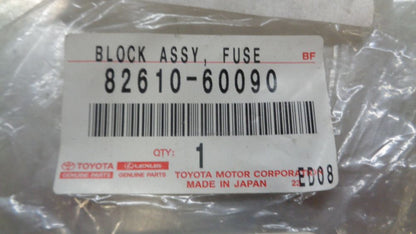 BLOCK ASSY, FUSE BF
82610-60090
QTY: 1
TOYOTA LEXUS TOYOTA MOTOR CORPORATION
GENUINE PARTS GENUINE PARTS MADE IN JAPAN ED08